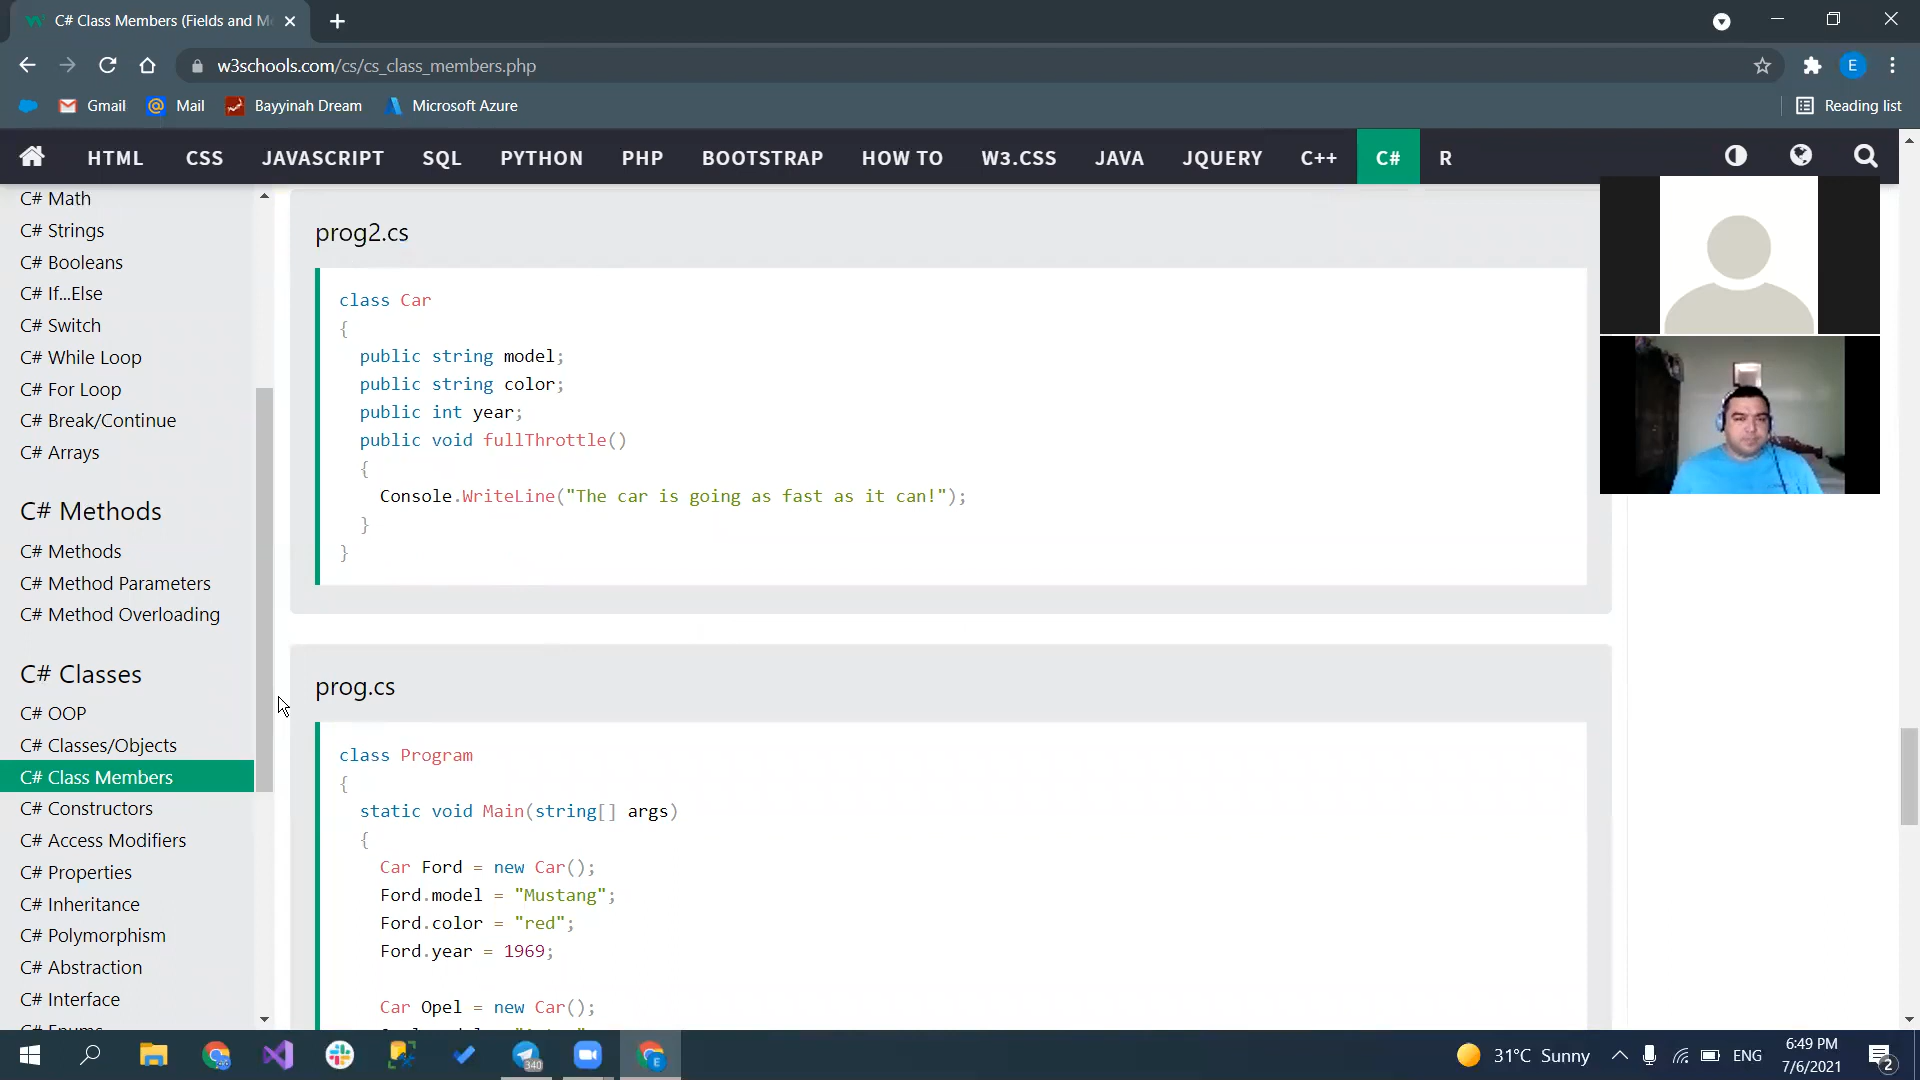 C# Class Members (Fields and Me
w3schools.com/cs/cs_class_members.php
E
Gmail
Mail
Bayyinah Dream
Microsoft Azure
Reading list
HTML
CSS
JAVASCRIPT
SQL
PYTHON
PHP
BOOTSTRAP
HOW TO
W3.CSS
JAVA
JQUERY
C++
C#
R
C# Math
C# Strings
C# Booleans
C# If...Else
C# Switch
C# While Loop
C# For Loop
C# Break/Continue
C# Arrays
C# Methods
C# Methods
C# Method Parameters
C# Method Overloading
C# Classes
C# OOP
C# Classes/Objects
C# Class Members
C# Constructors
C# Access Modifiers
C# Properties
C# Inheritance
C# Polymorphism
C# Abstraction
C# Interface
C# Enums
prog2.cs
class Car
{
public string model;
public string color;
public int year;
public void fullThrottle()
{
Console.WriteLine("The car is going as fast as it can!");
}
}
prog.cs
class Program
{
static void Main(string[] args)
{
Car Ford = new Car();
Ford.model = "Mustang";
Ford.color = "red";
Ford.year = 1969;
Car Opel = new Car();
340
E
31°C Sunny
ENG
6:49 PM
7/6/2021
2